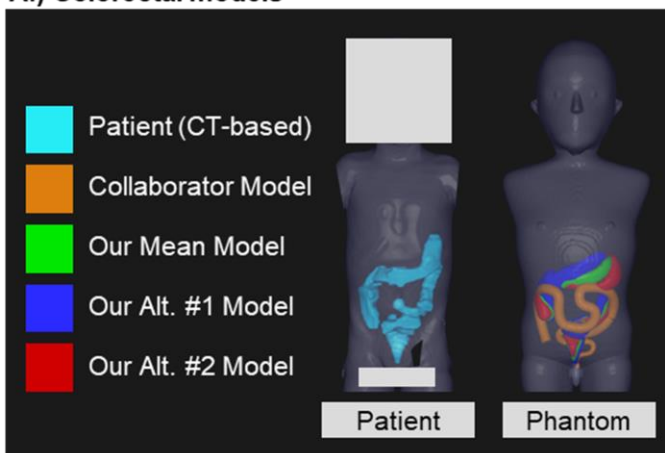 Patient (CT-based)
Collaborator Model
Our Mean Model
Our Alt. #1 Model
Our Alt. #2 Model
Patient
Phantom